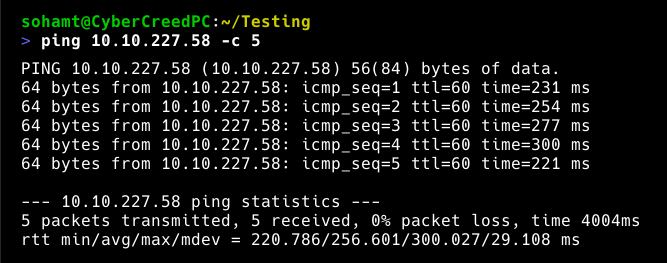 sohamt@CyberCreedPC:~/Testing
> ping 10.10.227.58 -c 5
PING 10.10.227.58 (10.10.227.58) 56(84) bytes of data.
64 bytes from 10.10.227.58: icmp_seq=1 ttl=60 time=231 ms
64 bytes from 10.10.227.58: icmp_seq=2 ttl=60 time=254 ms
64 bytes from 10.10.227.58: icmp_seq=3 ttl=60 time=277 ms
64 bytes from 10.10.227.58: icmp_seq=4 ttl=60 time=300 ms
64 bytes from 10.10.227.58: icmp_seq=5 ttl=60 time=221 ms
--- 10.10.227.58 ping statistics ---
5 packets transmitted, 5 received, 0% packet loss, time 4004ms
rtt min/avg/max/mdev = 220.786/256.601/300.027/29.108 ms